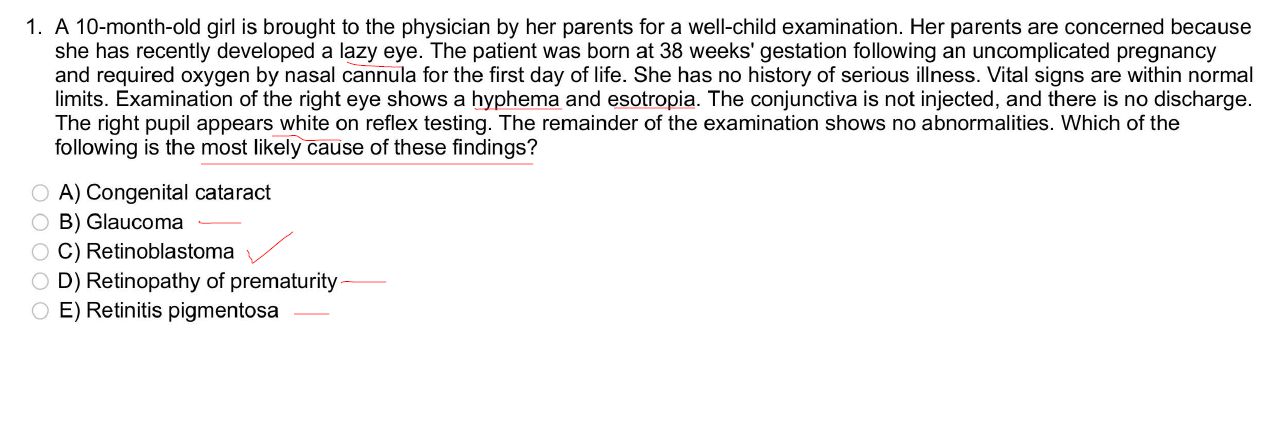 1. A 10-month-old girl is brought to the physician by her parents for a well-child examination. Her parents are concerned because
she has recently developed a lazy eye. The patient was born at 38 weeks' gestation following an uncomplicated pregnancy
and required oxygen by nasal cannula for the first day of life. She has no history of serious illness. Vital signs are within normal
limits. Examination of the right eye shows a hyphema and esotropia. The conjunctiva is not injected, and there is no discharge.
The right pupil appears white on reflex testing. The remainder of the examination shows no abnormalities. Which of the
following is the most likely cause of these findings?
A) Congenital cataract
B) Glaucoma
C) Retinoblastoma
D) Retinopathy of prematurity
E) Retinitis pigmentosa